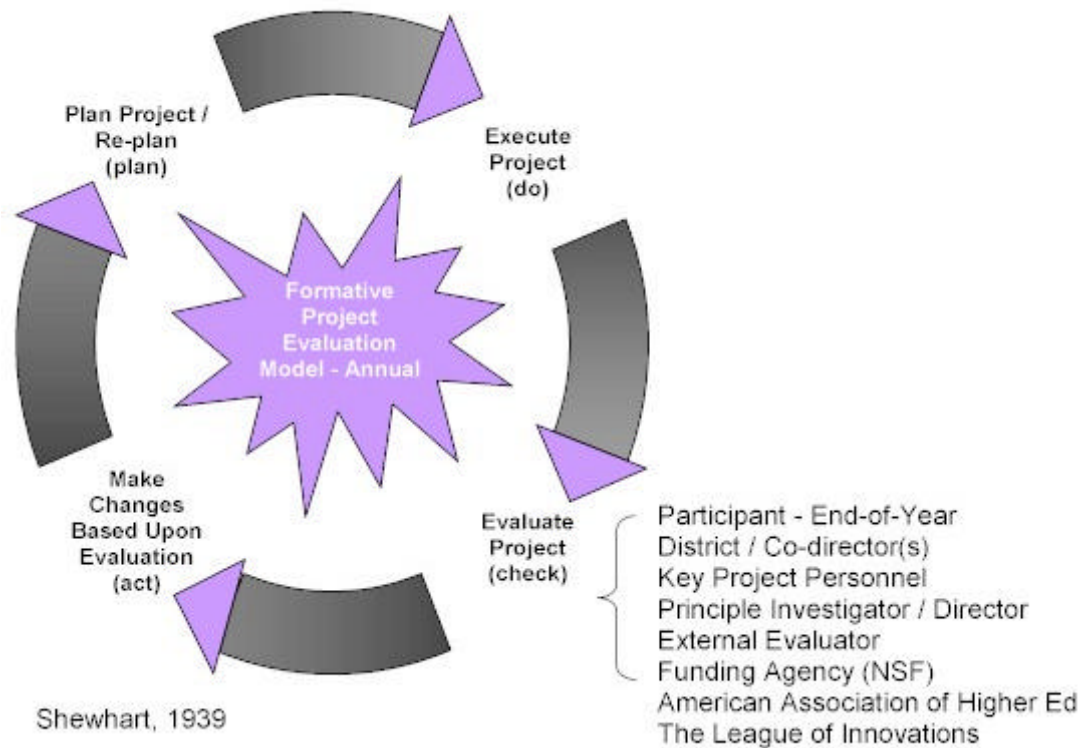 Plan Project /
Re-plan
(plan)
Execute
Project
(do)
Formative
Project
Evaluation
Model - Annual
Make
Changes
Based Upon
Evaluation
(act)
Evaluate
Project
(check)
Participant - End-of-Year
District / Co-director(s)
Key Project Personnel
Principle Investigator / Director
External Evaluator
Funding Agency (NSF)
American Association of Higher Ed
The League of Innovations
Shewhart, 1939